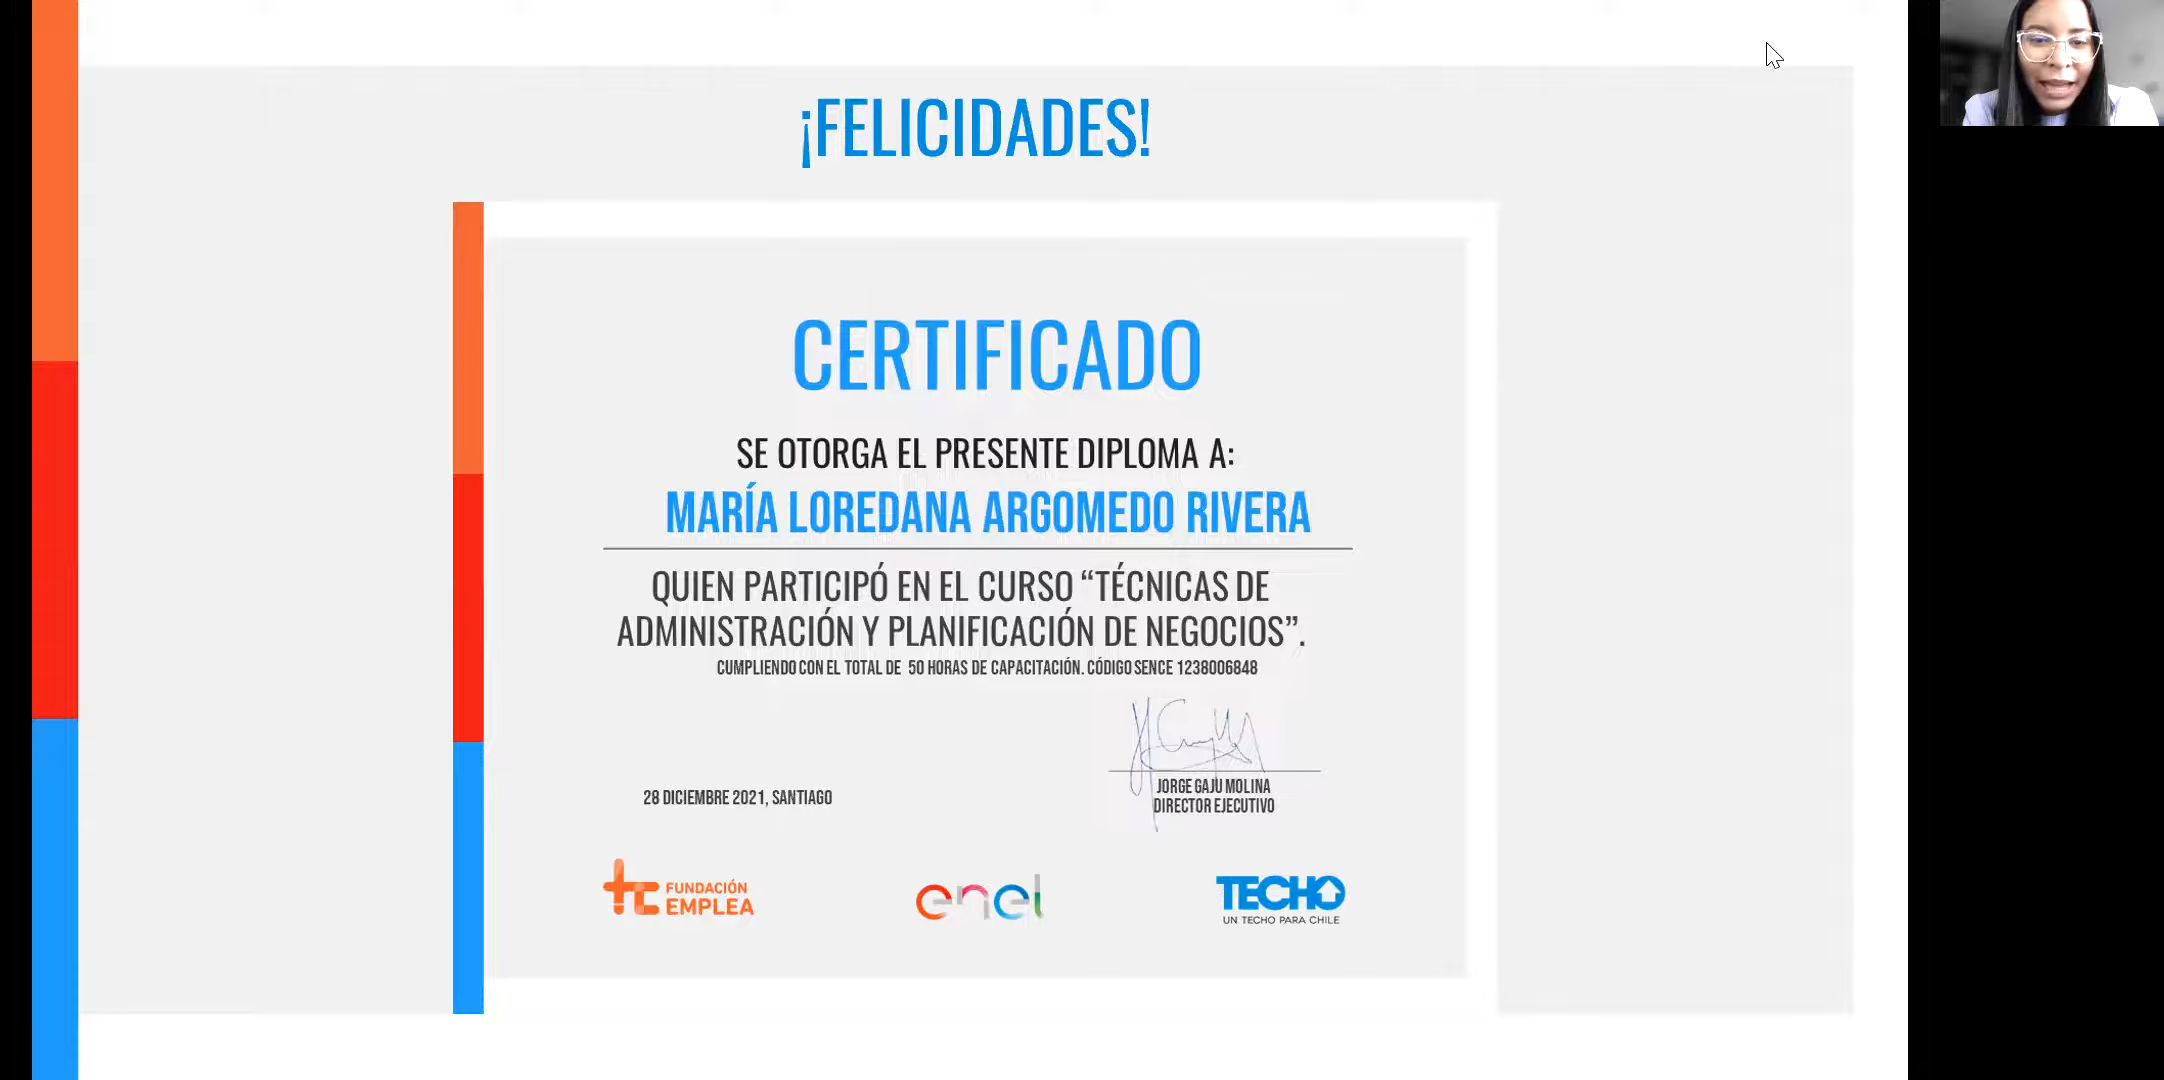 ¡FELICIDADES!
CERTIFICADO
SE OTORGA EL PRESENTE DIPLOMA A:
MARÍA LOREDANA ARGOMEDO RIVERA
QUIEN PARTICIPÓ EN EL CURSO “TÉCNICAS DE
ADMINISTRACIÓN Y PLANIFICACIÓN DE NEGOCIOS”.
CUMPLIENDO CON EL TOTAL DE 50 HORAS DE CAPACITACIÓN. CÓDIGO SENCE 1238006848
28 DICIEMBRE 2021, SANTIAGO
JORGE GAJU MOLINA
DIRECTOR EJECUTIVO
FUNDACIÓN
EMPLEA
enel
TECHO
UN TECHO PARA CHILE